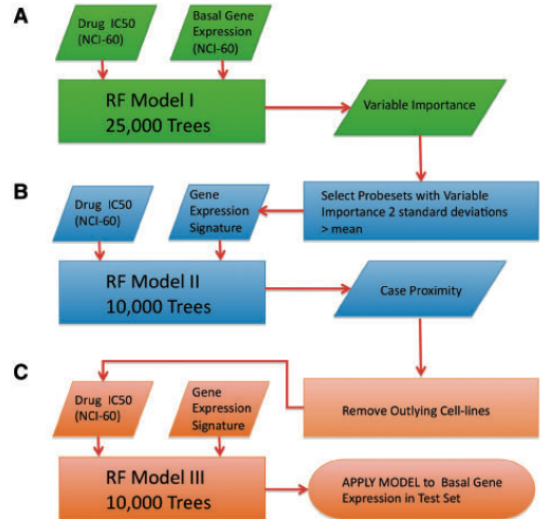 A
Drug IC50
(NCI-60)
Basal Gene
Expression
(NCI-60)
RF Model I
25,000 Trees
Variable Importance
B
Drug IC50
(NCI-60)
Gene
Expression
Signature
Select Probesets with Variable
Importance 2 standard deviations
> mean
RF Model II
10,000 Trees
Case Proximity
C
Drug IC50
(NCI-60)
Gene
Expression
Signature
Remove Outlying Cell-lines
RF Model III
10,000 Trees
APPLY MODEL to Basal Gene
Expression in Test Set